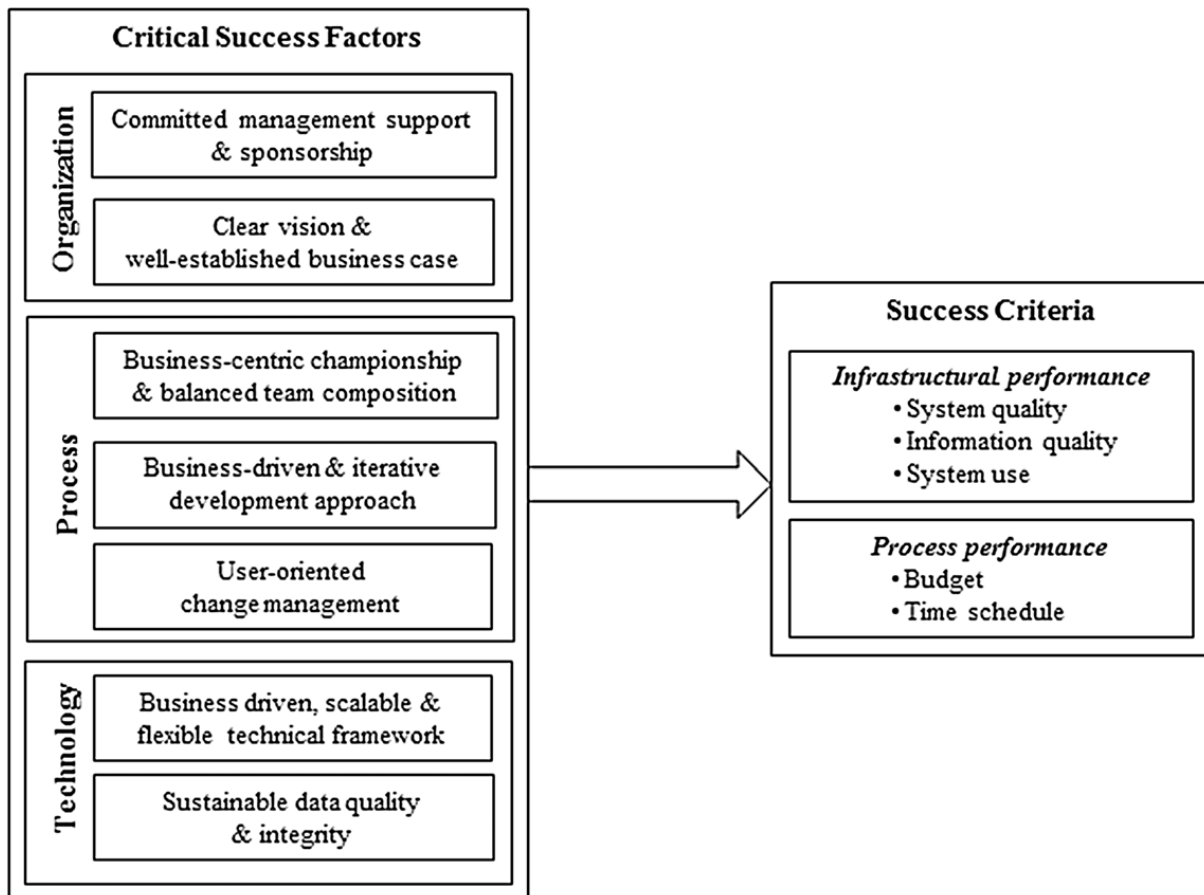 Critical Success Factors
Organization
Committed management support
& sponsorship
Clear vision &
well-established business case
Process
Business-centric championship
& balanced team composition
Business-driven & iterative
development approach
User-oriented
change management
Technology
Business driven, scalable &
flexible technical framework
Sustainable data quality
& integrity
Success Criteria
Infrastructural performance
• System quality
• Information quality
• System use
Process performance
• Budget
• Time schedule